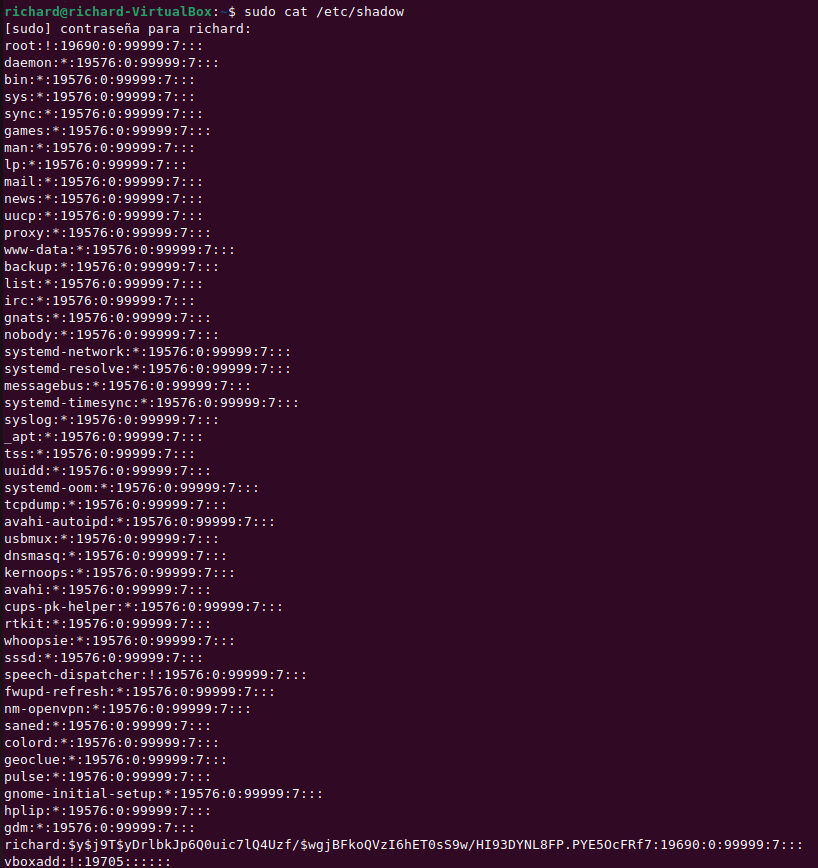 richard@richard-VirtualBox:~$ sudo cat /etc/shadow
[sudo] contraseña para richard:
root:!:19690:0:99999:7:::
daemon:*:19576:0:99999:7:::
bin:*:19576:0:99999:7:::
sys:*:19576:0:99999:7:::
sync:*:19576:0:99999:7:::
games:*:19576:0:99999:7:::
man:*:19576:0:99999:7:::
lp:*:19576:0:99999:7:::
mail:*:19576:0:99999:7:::
news:*:19576:0:99999:7:::
uucp:*:19576:0:99999:7:::
proxy:*:19576:0:99999:7:::
www-data:*:19576:0:99999:7:::
backup:*:19576:0:99999:7:::
list:*:19576:0:99999:7:::
irc:*:19576:0:99999:7:::
gnats:*:19576:0:99999:7:::
nobody:*:19576:0:99999:7:::
systemd-network:*:19576:0:99999:7:::
systemd-resolve:*:19576:0:99999:7:::
messagebus:*:19576:0:99999:7:::
systemd-timesync:*:19576:0:99999:7:::
syslog:*:19576:0:99999:7:::
_apt:*:19576:0:99999:7:::
tss:*:19576:0:99999:7:::
uuidd:*:19576:0:99999:7:::
systemd-oom:*:19576:0:99999:7:::
tcpdump:*:19576:0:99999:7:::
avahi-autoipd:*:19576:0:99999:7:::
usbmux:*:19576:0:99999:7:::
dnsmasq:*:19576:0:99999:7:::
kernoops:*:19576:0:99999:7:::
avahi:*:19576:0:99999:7:::
cups-pk-helper:*:19576:0:99999:7:::
rtkit:*:19576:0:99999:7:::
whoopsie:*:19576:0:99999:7:::
sssd:*:19576:0:99999:7:::
speech-dispatcher:!:19576:0:99999:7:::
fwupd-refresh:*:19576:0:99999:7:::
nm-openvpn:*:19576:0:99999:7:::
saned:*:19576:0:99999:7:::
colord:*:19576:0:99999:7:::
geoclue:*:19576:0:99999:7:::
pulse:*:19576:0:99999:7:::
gnome-initial-setup:*:19576:0:99999:7:::
hplip:*:19576:0:99999:7:::
gdm:*:19576:0:99999:7:::
richard:$y$j9T$yDrlbkJp6Q0uic7lQ4Uzf/$wgjBFkoQVzI6hET0sS9w/HI93DYNL8FP.PYE5OcFRf7:19690:0:99999:7:::
vboxadd:!:19705::::::